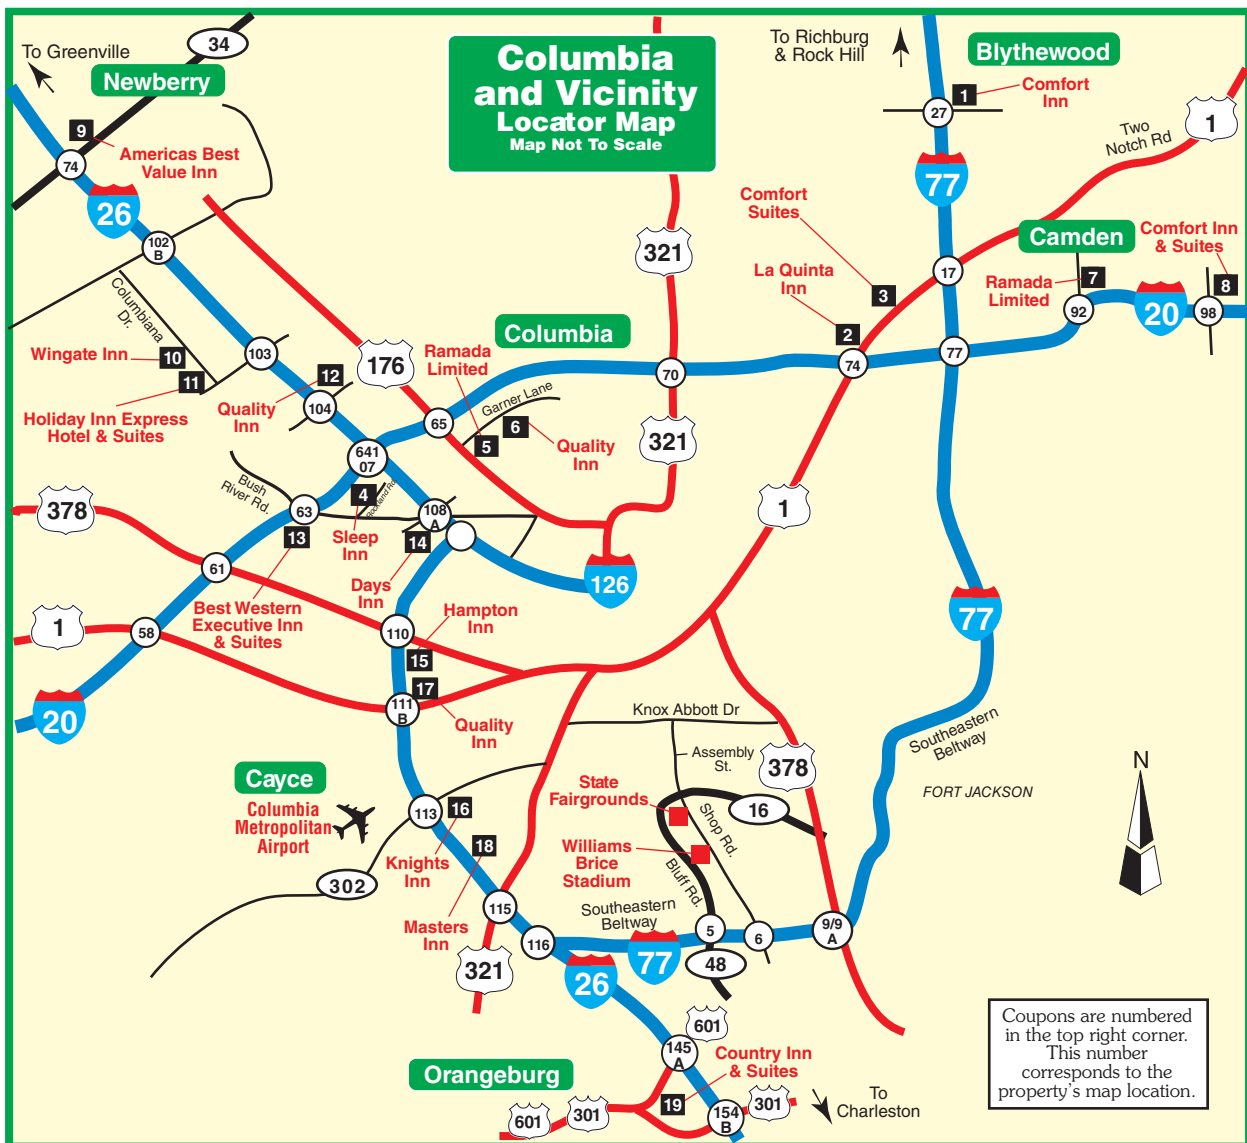 To Greenville
34
Newberry
Columbia
and Vicinity
Locator Map
Map Not To Scale
To Richburg
& Rock Hill
Blythewood
1
Comfort
Inn
27
Two
Notch Rd
1
9
Americas Best
Value Inn
74
26
77
102
B
321
Comfort
Suites
3
La Quinta
Inn
2
17
Camden
Comfort Inn
& Suites
Ramada
Limited
7
8
92
20
98
Columbiana
Dr.
Wingate Inn
10
11
Holiday Inn Express
Hotel & Suites
103
12
Quality
Inn
104
176
Columbia
Ramada
Limited
Garner Lane
5
6
Quality
Inn
65
70
74
77
321
641
07
Bush
River Rd.
4
Rockland Rd.
Sleep
Inn
63
13
108
A
14
Days
Inn
378
61
1
58
20
Best Western
Executive Inn
& Suites
126
1
77
Hampton
Inn
110
15
17
111
B
Quality
Inn
Knox Abbott Dr
Assembly
St.
378
Southeastern
Beltway
FORT JACKSON
N
Cayce
Columbia
Metropolitan
Airport
113
16
Knights
Inn
18
302
State
Fairgrounds
16
Shop Rd.
Williams
Brice
Stadium
Bluff Rd.
Masters
Inn
115
116
321
Southeastern
Beltway
77
5
6
9/9
A
48
26
601
145
A
Country Inn
& Suites
Orangeburg
19
601
301
154
B
301
To
Charleston
Coupons are numbered
in the top right corner.
This number
corresponds to the
property's map location.